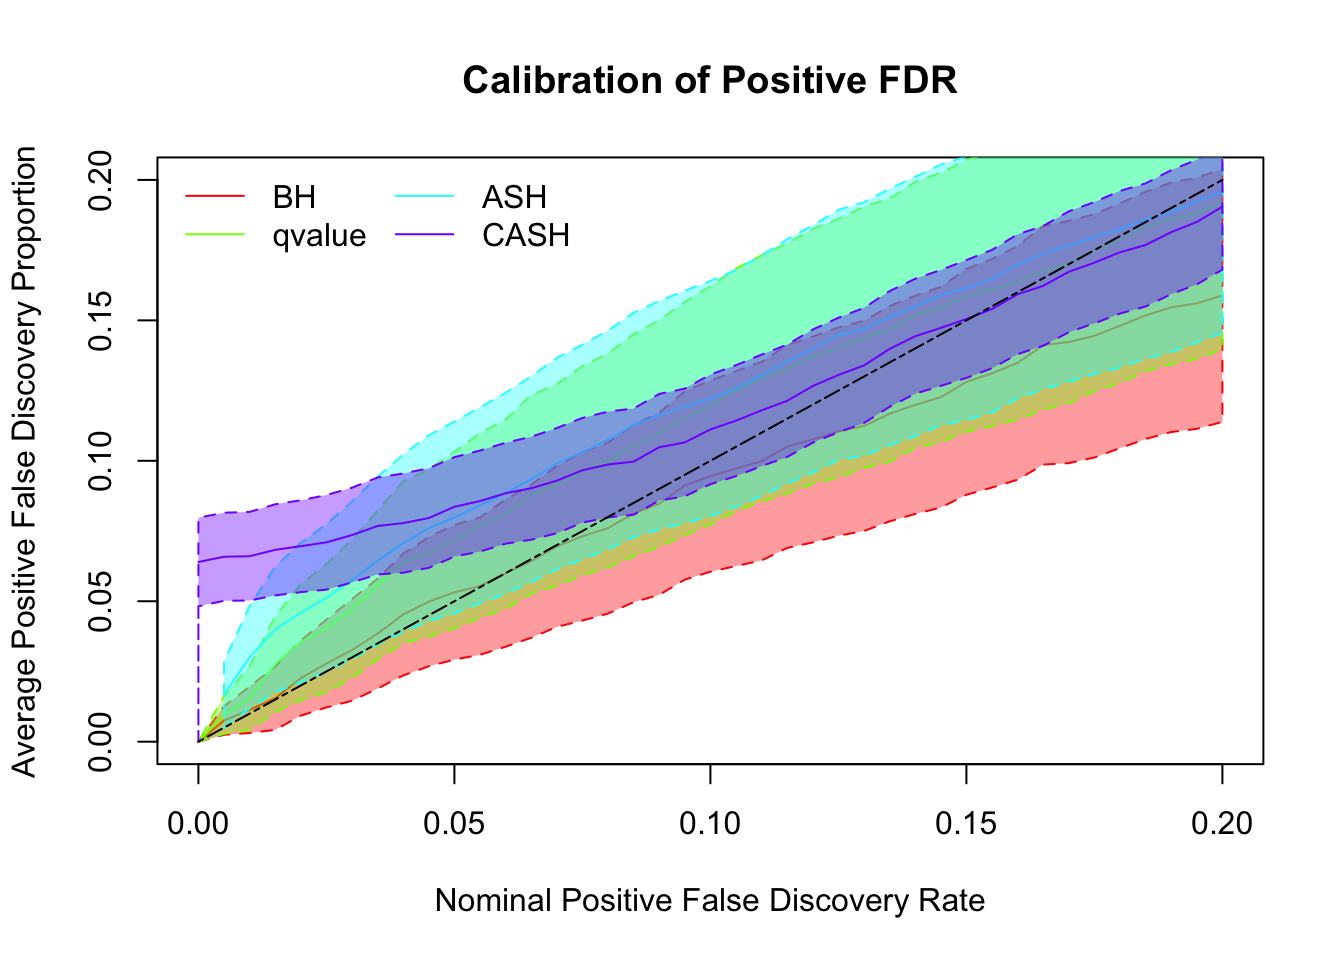 Calibration of Positive FDR
Average Positive False Discovery Proportion
0.20
0.15
0.10
0.05
0.00
BH
qvalue
ASH
CASH
0.00 0.05 0.10 0.15 0.20
Nominal Positive False Discovery Rate